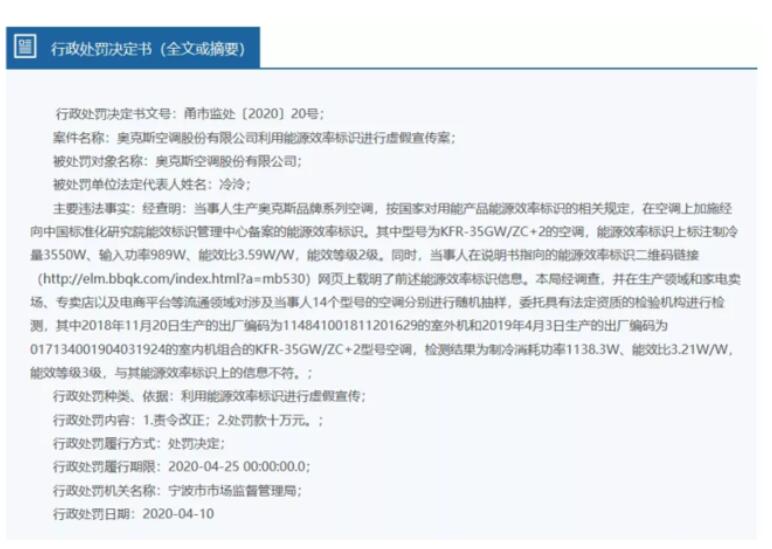 行政处罚决定书（全文或摘要）
行政处罚决定书文号：甬市监处〔2020〕20号；
案件名称：奥克斯空调股份有限公司利用能源效率标识进行虚假宣传案；
被处罚对象名称：奥克斯空调股份有限公司；
被处罚单位法定代表人姓名：冷泠；
主要违法事实：经查明：当事人生产奥克斯品牌系列空调，按国家对用能产品能源效率标识的相关规定，在空调上加施经
向中国标准化研究院能效标识管理中心备案的能源效率标识。其中型号为KFR-35GW/ZC+2的空调，能源效率标识上标注制冷
量3550W、输入功率989W、能效比3.59W/W，能效等级2级。同时，当事人在说明书指向的能源效率标识二维码链接
（http://elm.bbqk.com/index.html?a=mb530）网页上载明了前述能源效率标识信息。本局经调查，并在生产领域和家电卖
场、专卖店以及电商平台等流通领域对涉及当事人14个型号的空调分别进行随机抽样，委托具有法定资质的检验机构进行检
测，其中2018年11月20日生产的出厂编码为114841001811201629的室外机和2019年4月3日生产的出厂编码为
017134001904031924的室内机组合的KFR-35GW/ZC+2型号空调，检测结果为制冷消耗功率1138.3W、能效比3.21W/W，
能效等级3级，与其能源效率标识上的信息不符。；
行政处罚种类、依据：利用能源效率标识进行虚假宣传；
行政处罚内容：1.责令改正；2.处罚款十万元。；
行政处罚履行方式：处罚决定；
行政处罚履行期限：2020-04-25 00:00:00.0；
行政处罚机关名称：宁波市市场监督管理局；
行政处罚日期：2020-04-10